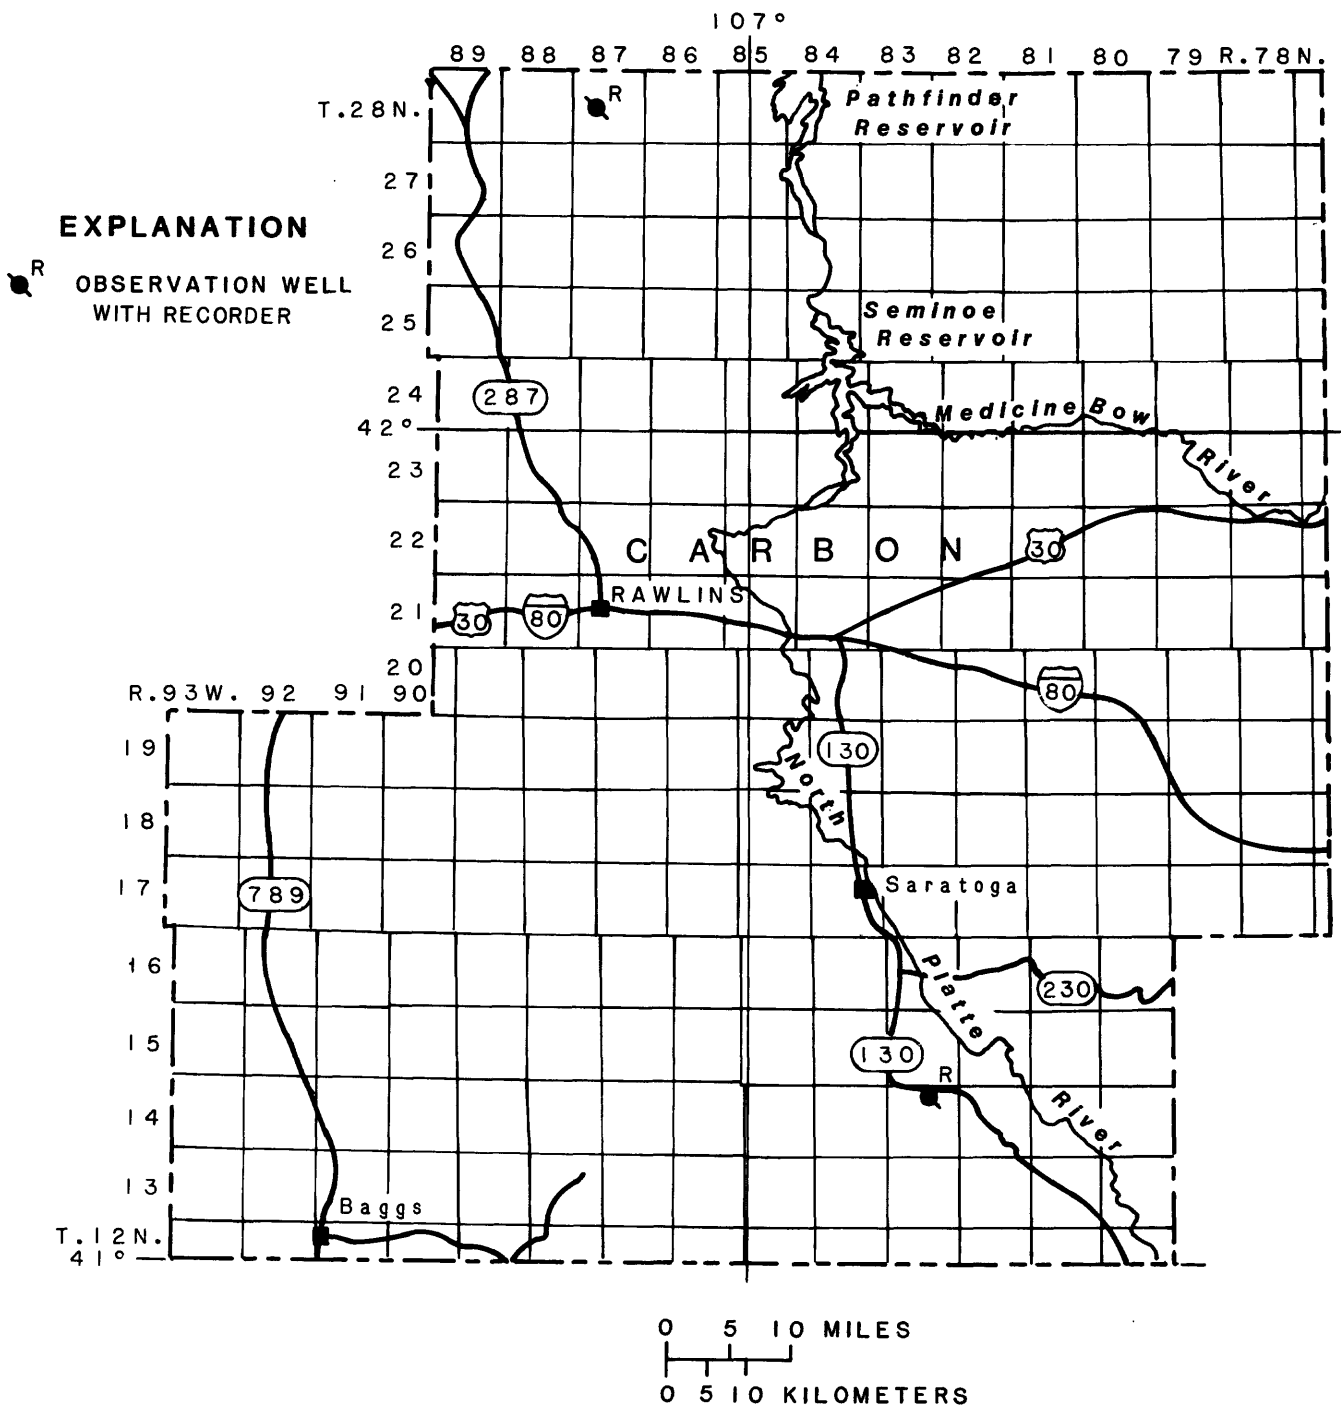 107°
89 88 87 86 85 84 83 82 81 80 79 R.78N.
T.28N.
R
Pathfinder
Reservoir
27
EXPLANATION
26
R
OBSERVATION WELL
WITH RECORDER
25
Seminoe
Reservoir
24
287
Medicine Bow
42°
23
River
22
CARBON
30
RAWLINS
21
30
80
20
80
R.93W. 92 91 90
19
130
North
18
17
789
Saratoga
16
Platte
230
15
130
R
14
River
13
Baggs
T.12N.
41°
0 5 10 MILES
0 5 10 KILOMETERS